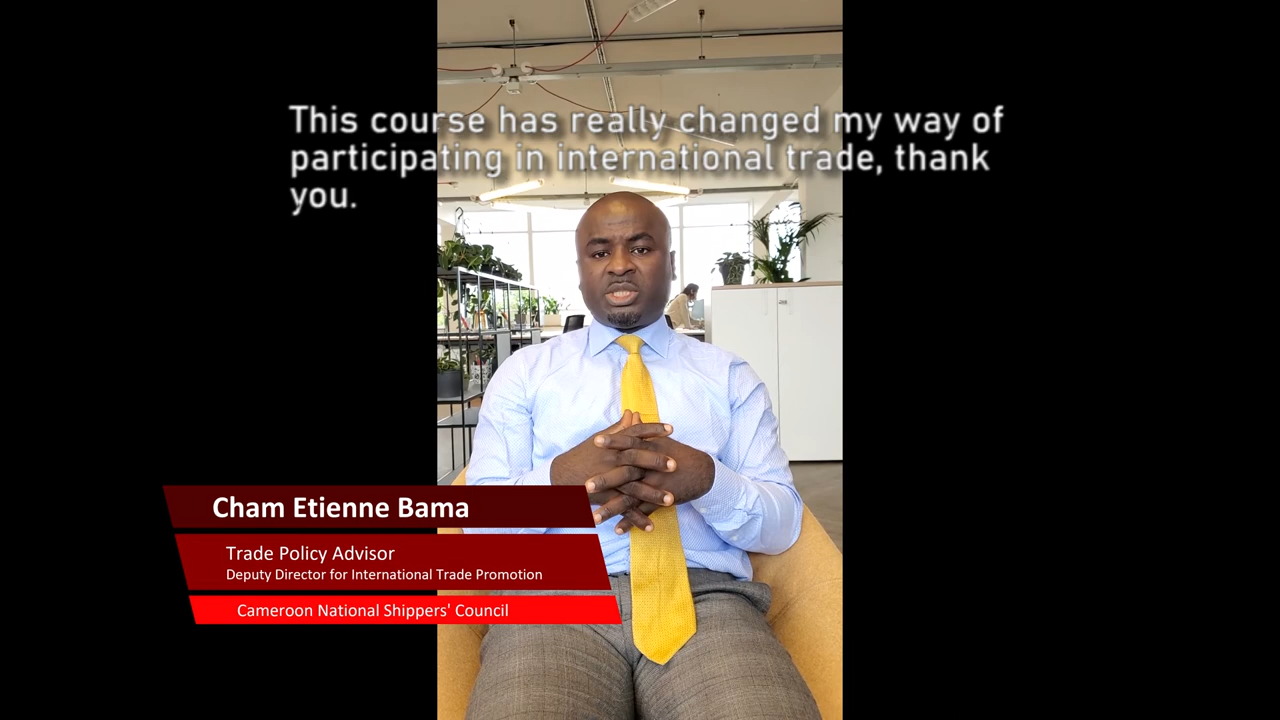 This course has really changed my way of
participating in international trade, thank
you.
Cham Etienne Bama
Trade Policy Advisor
Deputy Director for International Trade Promotion
Cameroon National Shippers' Council